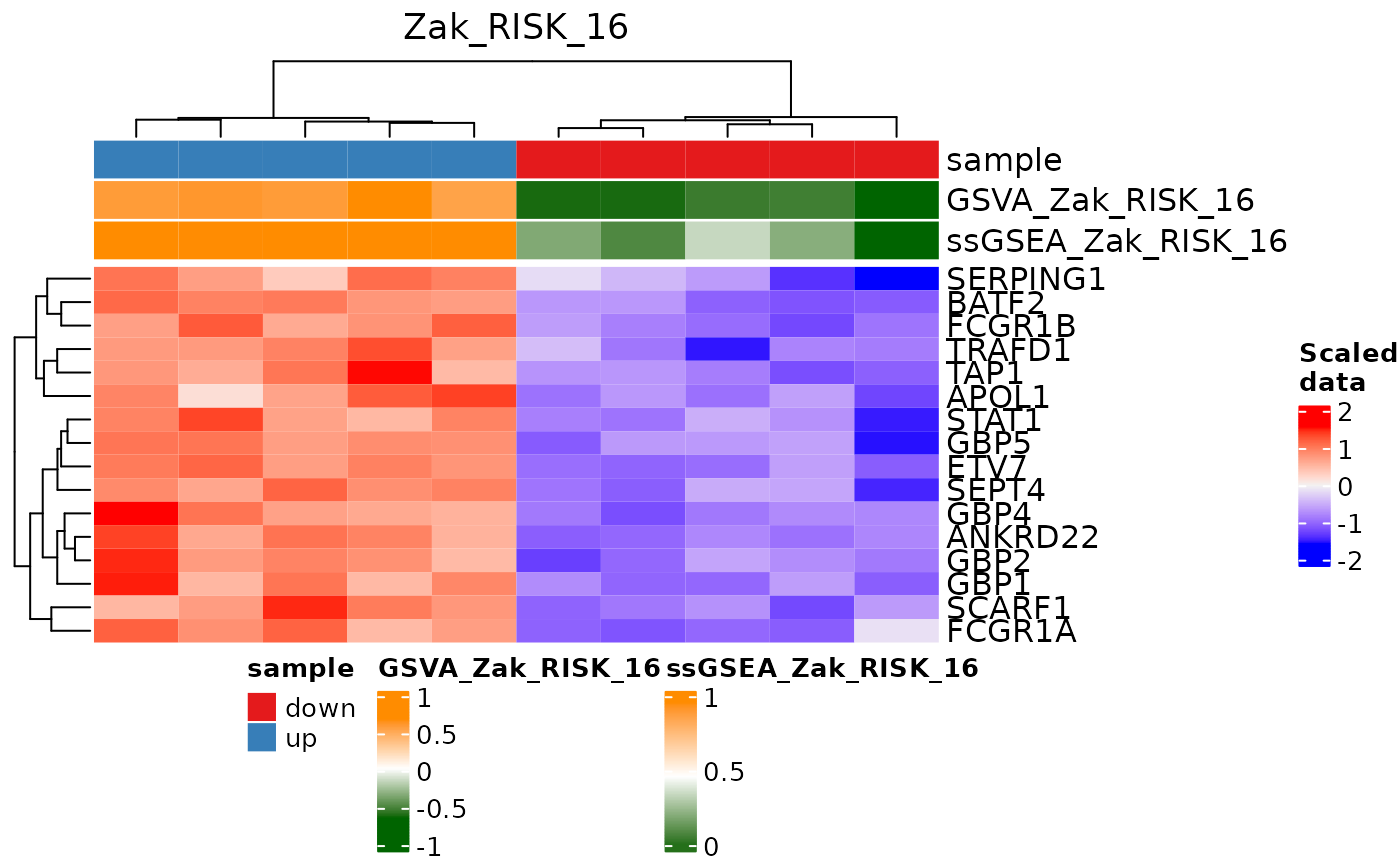 Zak_RISK_16
sample
GSVA_Zak_RISK_16
ssGSEA_Zak_RISK_16
SERPING1
BATF2
FCGR1B
TRAFD1
TAP1
APOL1
STAT1
GBP5
ETV7
SEPT4
GBP4
ANKRD22
GBP2
GBP1
SCARF1
FCGR1A
Scaled
data
2
1
0
-1
-2
sample
down
up
GSVA_Zak_RISK_16
1
0.5
0
-0.5
-1
ssGSEA_Zak_RISK_16
1
0.5
0